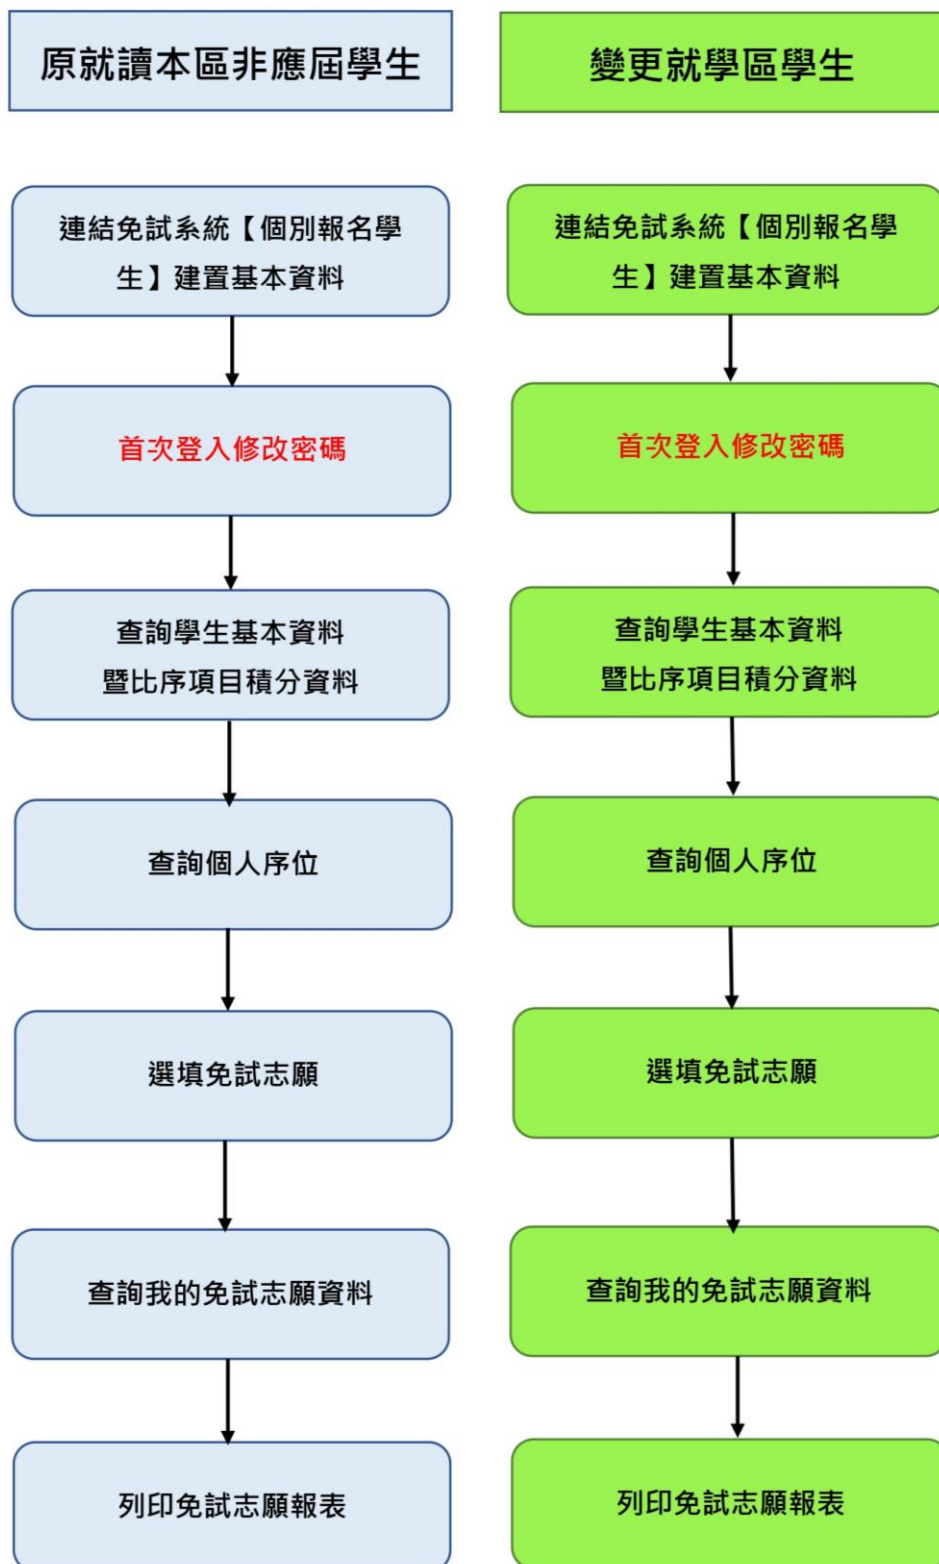 原就讀本區非應屆學生
連結免試系統【個別報名學
生】建置基本資料
首次登入修改密碼
查詢學生基本資料
暨比序項目積分資料
查詢個人序位
選填免試志願
查詢我的免試志願資料
列印免試志願報表
變更就學區學生
連結免試系統【個別報名學
生】建置基本資料
首次登入修改密碼
查詢學生基本資料
暨比序項目積分資料
查詢個人序位
選填免試志願
查詢我的免試志願資料
列印免試志願報表